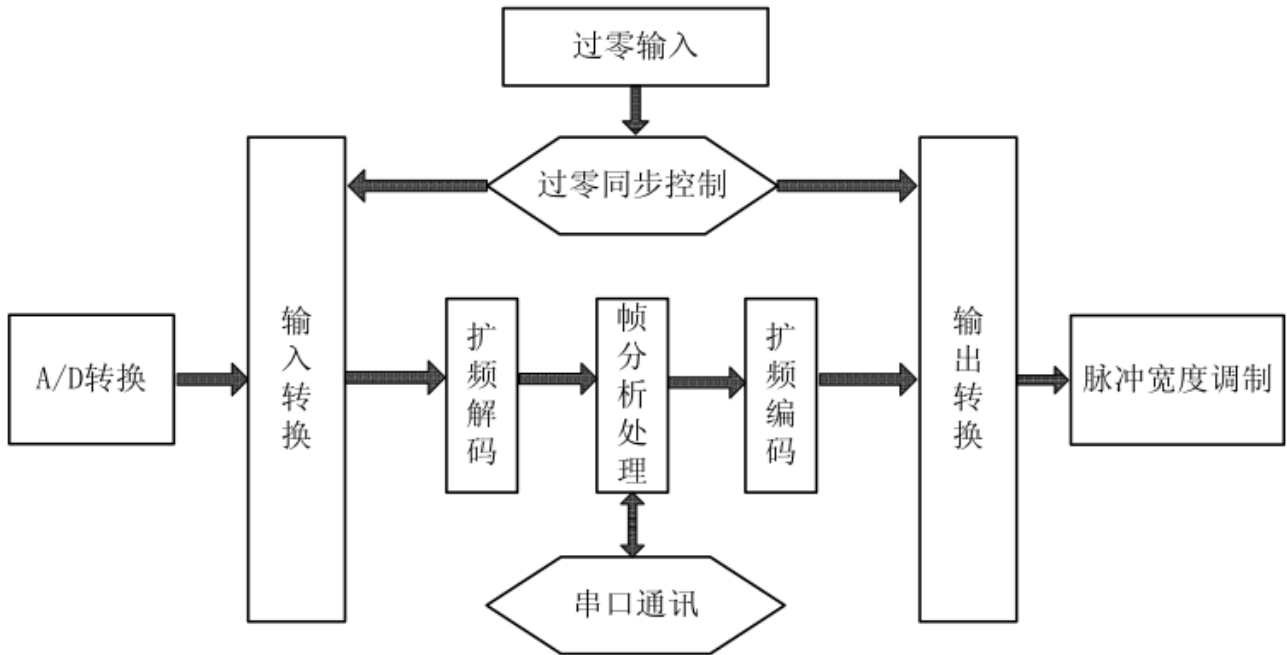 过零输入
过零同步控制
A/D转换
输入转换
扩频解码
帧分析处理
扩频编码
输出转换
脉冲宽度调制
串口通讯